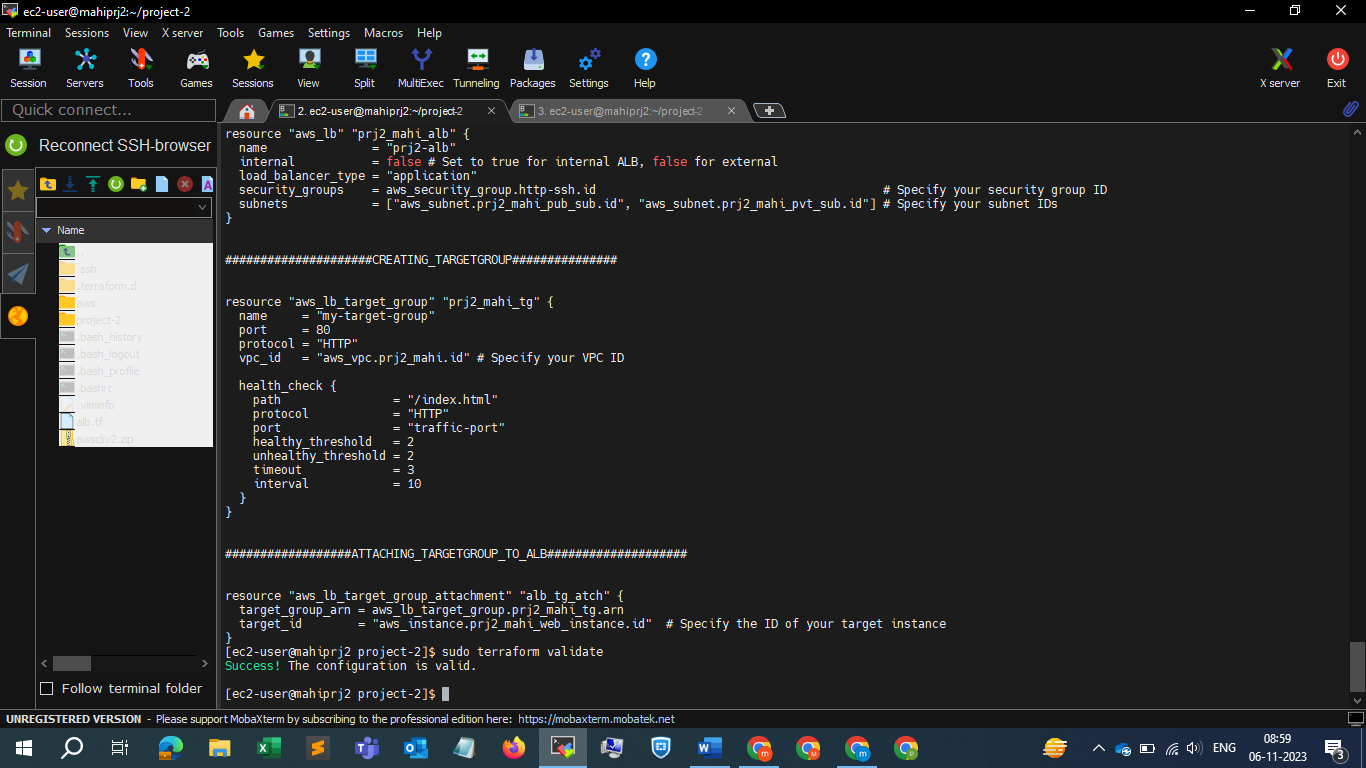 ec2-user@mahiprj2:~/project-2
Terminal Sessions View X server Tools Games Settings Macros Help
Session Servers Tools Games Sessions View Split MultiExec Tunneling Packages Settings Help X server Exit
Quick connect...
2. ec2-user@mahiprj2:~/project-2
3. ec2-user@mahiprj2:~/project-2
Reconnect SSH-browser
Name
..
.ssh
.terraform.d
aws
project-2
.bash_history
.bash_logout
.bash_profile
.bashrc
.viminfo
alb.tf
awscliv2.zip
Follow terminal folder
resource "aws_lb" "prj2_mahi_alb" {
  name               = "prj2-alb"
  internal           = false # Set to true for internal ALB, false for external
  load_balancer_type = "application"
  security_groups    = aws_security_group.http-ssh.id                                         # Specify your security group ID
  subnets            = ["aws_subnet.prj2_mahi_pub_sub.id", "aws_subnet.prj2_mahi_pvt_sub.id"] # Specify your subnet IDs
}
#####################CREATING_TARGETGROUP###############
resource "aws_lb_target_group" "prj2_mahi_tg" {
  name     = "my-target-group"
  port     = 80
  protocol = "HTTP"
  vpc_id   = "aws_vpc.prj2_mahi.id" # Specify your VPC ID
  health_check {
    path                = "/index.html"
    protocol            = "HTTP"
    port                = "traffic-port"
    healthy_threshold   = 2
    unhealthy_threshold = 2
    timeout             = 3
    interval            = 10
  }
}
##################ATTACHING_TARGETGROUP_TO_ALB####################
resource "aws_lb_target_group_attachment" "alb_tg_atch" {
  target_group_arn = aws_lb_target_group.prj2_mahi_tg.arn
  target_id        = "aws_instance.prj2_mahi_web_instance.id"  # Specify the ID of your target instance
}
[ec2-user@mahiprj2 project-2]$ sudo terraform validate
Success! The configuration is valid.
[ec2-user@mahiprj2 project-2]$
UNREGISTERED VERSION - Please support MobaXterm by subscribing to the professional edition here: https://mobaxterm.mobatek.net
ENG
08:59
06-11-2023
3